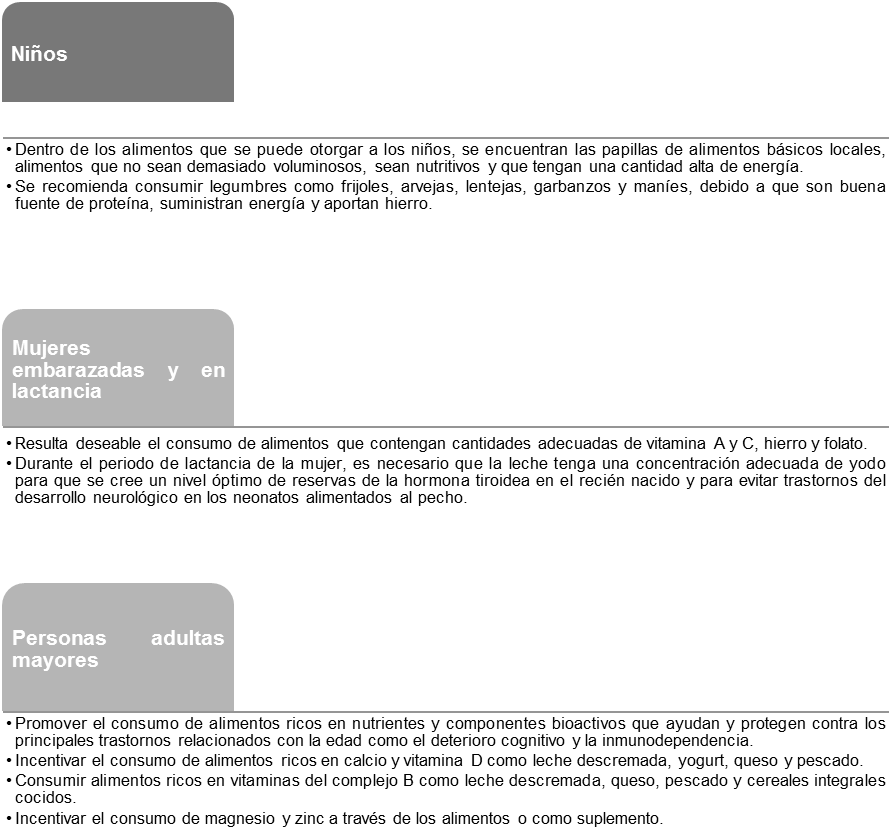 Niños
• Dentro de los alimentos que se puede otorgar a los niños, se encuentran las papillas de alimentos básicos locales,
alimentos que no sean demasiado voluminosos, sean nutritivos y que tengan una cantidad alta de energía.
• Se recomienda consumir legumbres como frijoles, arvejas, lentejas, garbanzos y maníes, debido a que son buena
fuente de proteína, suministran energía y aportan hierro.
Mujeres
embarazadas y en
lactancia
• Resulta deseable el consumo de alimentos que contengan cantidades adecuadas de vitamina A y C, hierro y folato.
• Durante el periodo de lactancia de la mujer, es necesario que la leche tenga una concentración adecuada de yodo
para que se cree un nivel óptimo de reservas de la hormona tiroidea en el recién nacido y para evitar trastornos del
desarrollo neurológico en los neonatos alimentados al pecho.
Personas adultas
mayores
• Promover el consumo de alimentos ricos en nutrientes y componentes bioactivos que ayudan y protegen contra los
principales trastornos relacionados con la edad como el deterioro cognitivo y la inmunodependencia.
• Incentivar el consumo de alimentos ricos en calcio y vitamina D como leche descremada, yogurt, queso y pescado.
• Consumir alimentos ricos en vitaminas del complejo B como leche descremada, queso, pescado y cereales integrales
cocidos.
• Incentivar el consumo de magnesio y zinc a través de los alimentos o como suplemento.